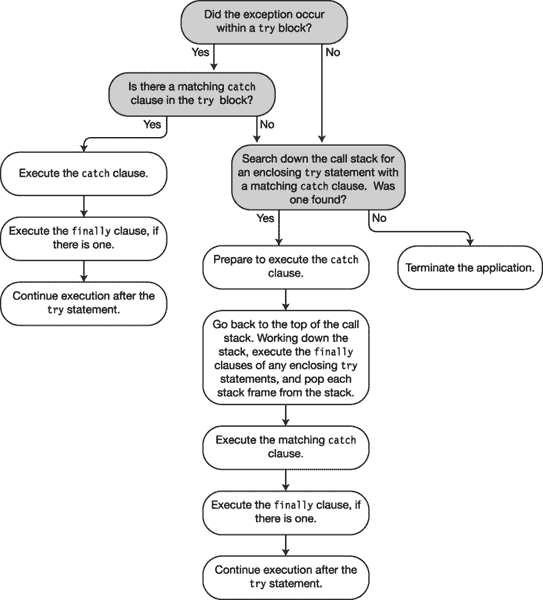 Did the exception occur
within a try block?
Yes
No
Is there a matching catch
clause in the try block?
Yes
No
Execute the catch clause.
Search down the call stack for
an enclosing try statement with
a matching catch clause. Was
one found?
Execute the finally clause, if
there is one.
Yes
No
Prepare to execute the catch
clause.
Terminate the application.
Continue execution after the
try statement.
Go back to the top of the call
stack. Working down the
stack, execute the finally
clauses of any enclosing try
statements, and pop each
stack frame from the stack.
Execute the matching catch
clause.
Execute the finally clause, if
there is one.
Continue execution after the
try statement.